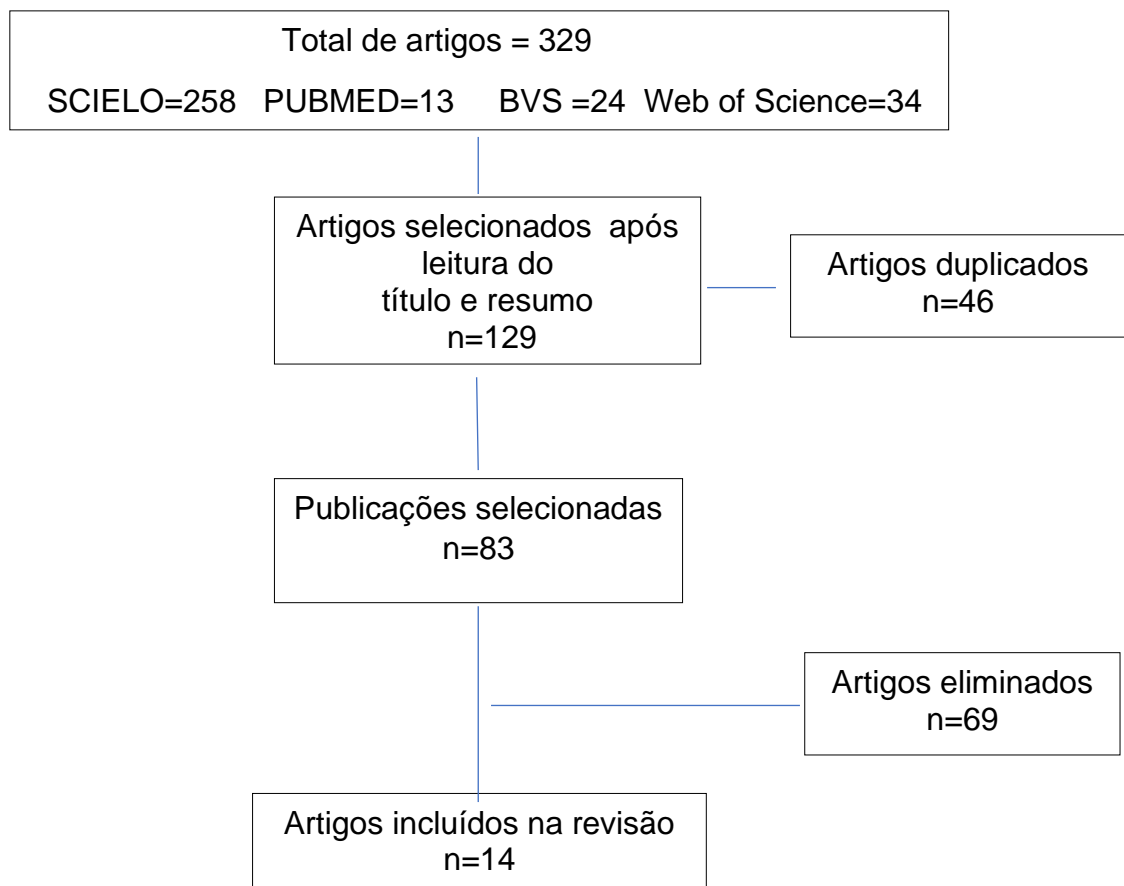 Total de artigos = 329
SCIELO=258 PUBMED=13 BVS =24 Web of Science=34
Artigos selecionados após
leitura do
título e resumo
n=129
Artigos duplicados
n=46
Publicações selecionadas
n=83
Artigos eliminados
n=69
Artigos incluídos na revisão
n=14